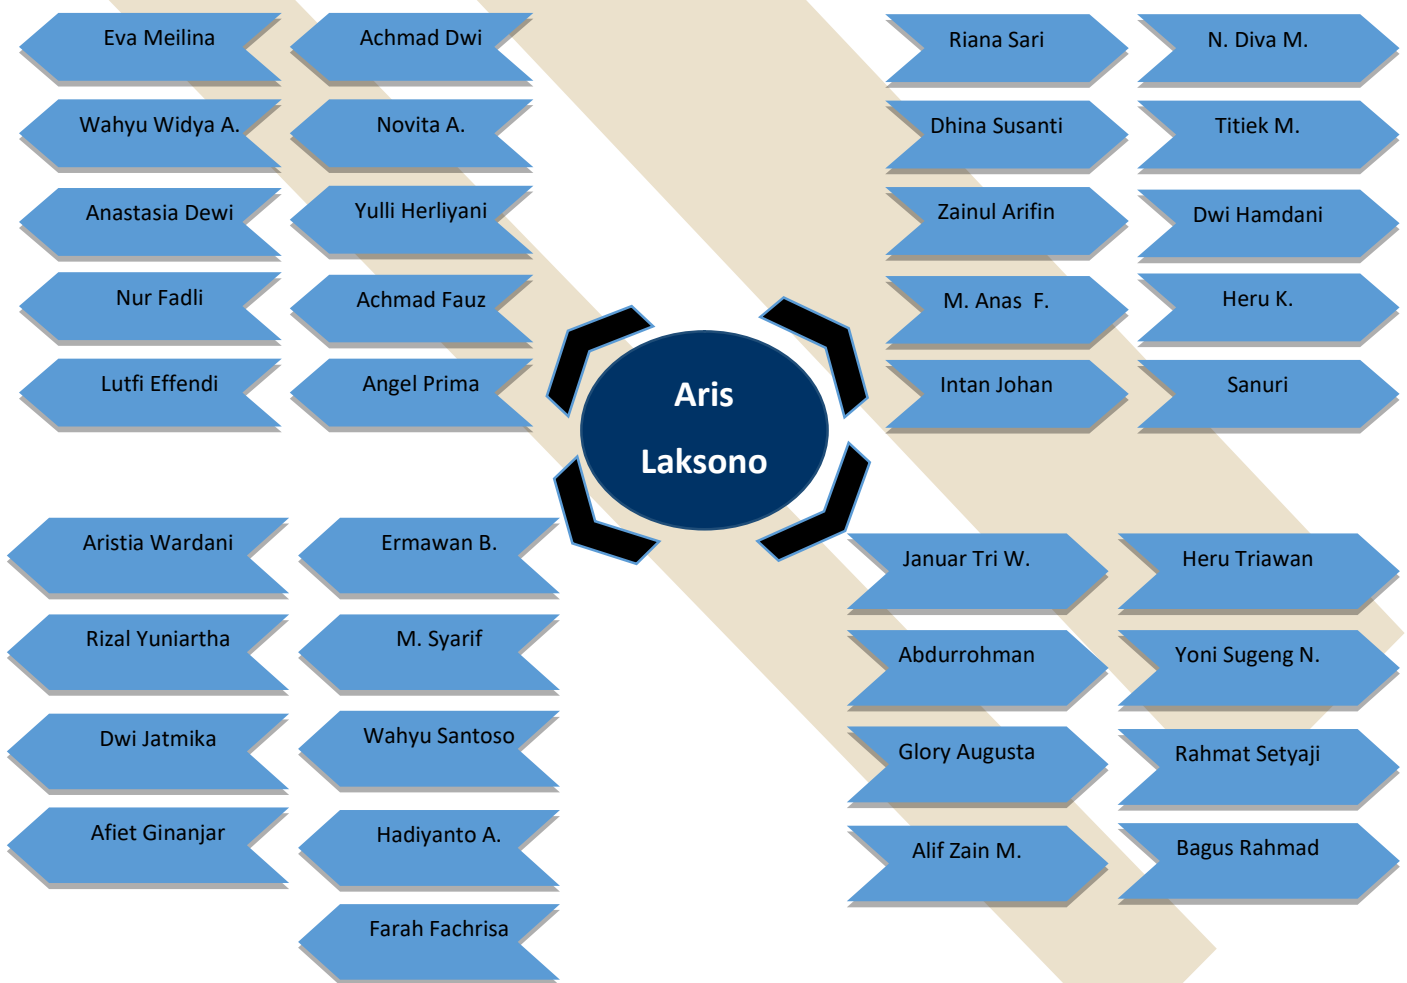 Eva Meilina
Achmad Dwi
Riana Sari
N. Diva M.
Wahyu Widya A.
Novita A.
Dhina Susanti
Titiek M.
Anastasia Dewi
Yulli Herliyani
Zainul Arifin
Dwi Hamdani
Nur Fadli
Achmad Fauz
M. Anas  F.
Heru K.
Lutfi Effendi
Angel Prima
Intan Johan
Sanuri
Aris
Laksono
Aristia Wardani
Ermawan B.
Januar Tri W.
Heru Triawan
Rizal Yuniartha
M. Syarif
Abdurrohman
Yoni Sugeng N.
Dwi Jatmika
Wahyu Santoso
Glory Augusta
Rahmat Setyaji
Afiet Ginanjar
Hadiyanto A.
Alif Zain M.
Bagus Rahmad
Farah Fachrisa